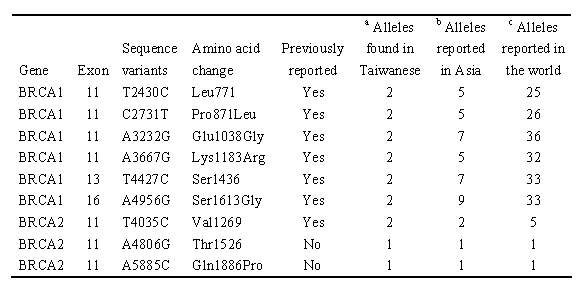 a Alleles b Alleles c Alleles
Sequence Amino acid Previously found in reported reported in
Gene Exon variants change reported Taiwanese in Asia the world
BRCA1 11 T2430C Leu771 Yes 2 5 25
BRCA1 11 C2731T Pro871Leu Yes 2 5 26
BRCA1 11 A3232G Glu1038Gly Yes 2 7 36
BRCA1 11 A3667G Lys1183Arg Yes 2 5 32
BRCA1 13 T4427C Ser1436 Yes 2 7 33
BRCA1 16 A4956G Ser1613Gly Yes 2 9 33
BRCA2 11 T4035C Val1269 Yes 2 2 5
BRCA2 11 A4806G Thr1526 No 1 1 1
BRCA2 11 A5885C Gln1886Pro No 1 1 1